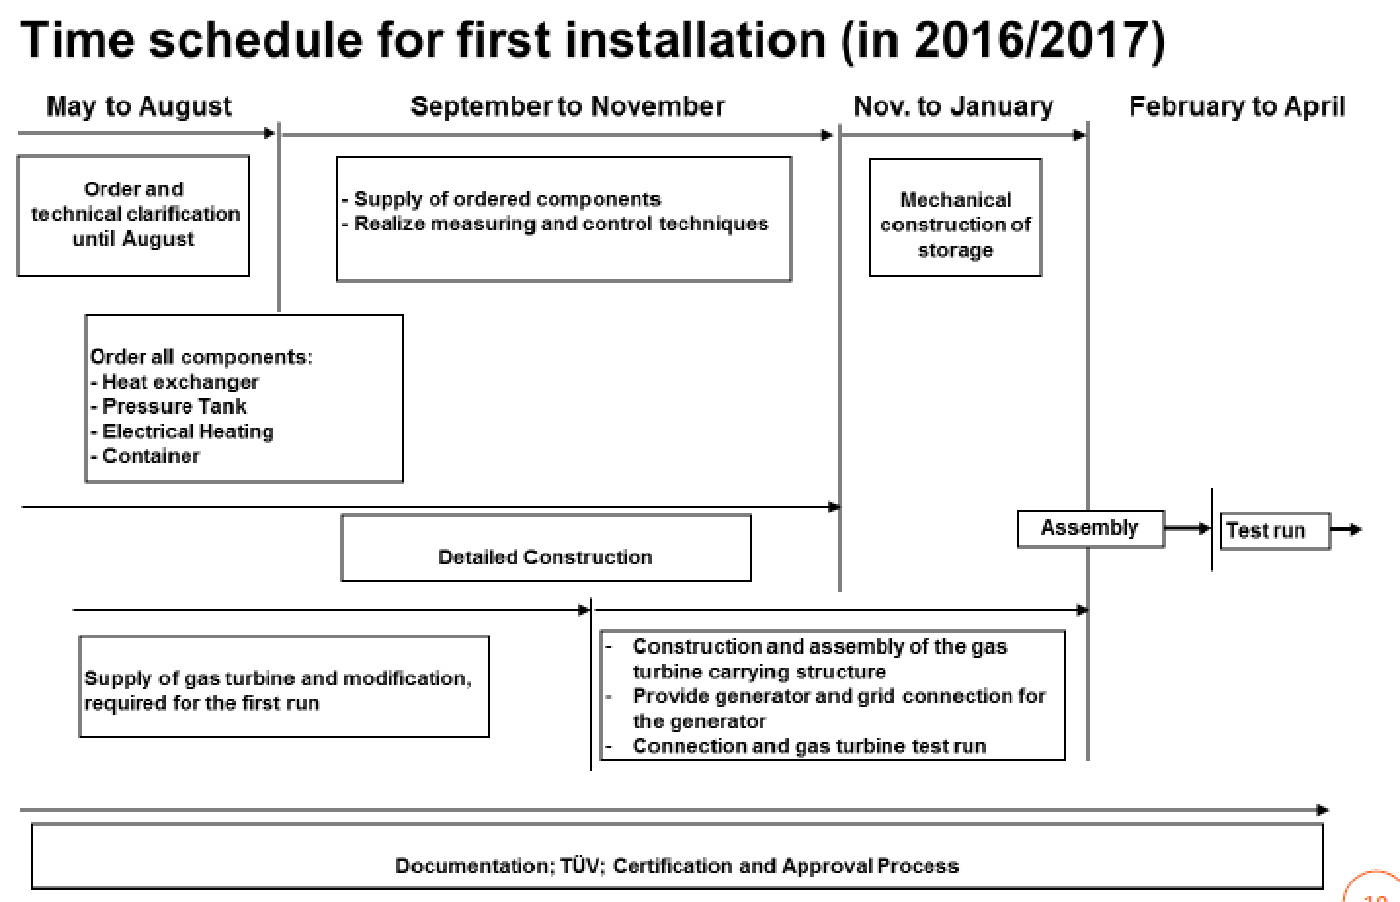 Time schedule for first installation (in 2016/2017)
May to August
September to November
Nov. to January
February to April
Order and
technical clarification
until August
- Supply of ordered components
- Realize measuring and control techniques
Mechanical
construction of
storage
Order all components:
- Heat exchanger
- Pressure Tank
- Electrical Heating
- Container
Detailed Construction
Assembly
Test run
Supply of gas turbine and modification,
required for the first run
- Construction and assembly of the gas
turbine carrying structure
- Provide generator and grid connection for
the generator
- Connection and gas turbine test run
Documentation; TÜV; Certification and Approval Process